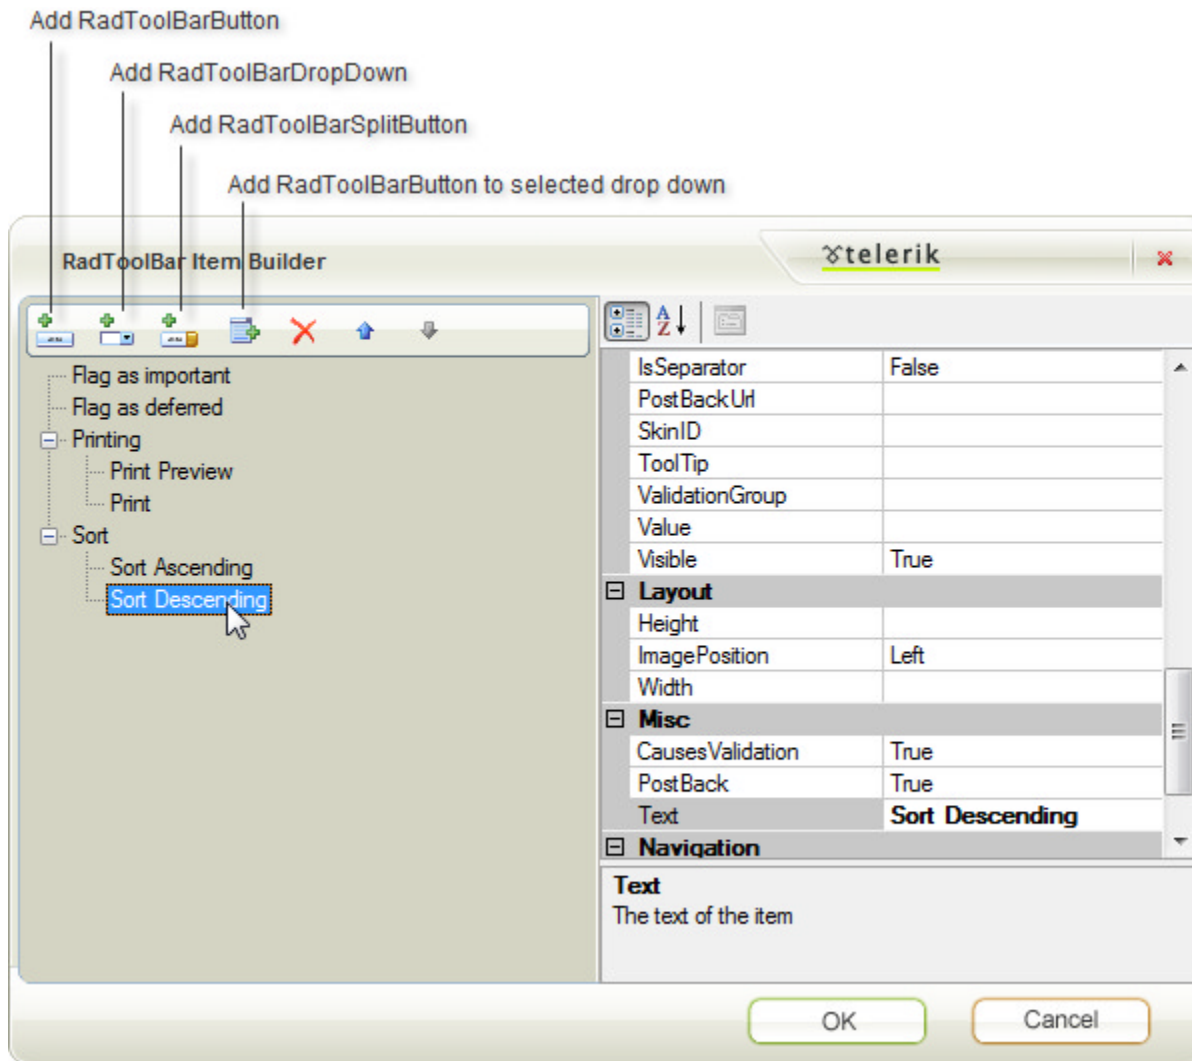 Add RadToolBarButton
Add RadToolBarDropDown
Add RadToolBarSplitButton
Add RadToolBarButton to selected drop down
RadToolBar Item Builder
telerik
Flag as important
Flag as deferred
Printing
Print Preview
Print
Sort
Sort Ascending
Sort Descending
A
Z
IsSeparator False
PostBackUrl
SkinID
ToolTip
ValidationGroup
Value
Visible True
Layout
Height
ImagePosition Left
Width
Misc
CausesValidation True
PostBack True
Text Sort Descending
Navigation
Text
The text of the item
OK Cancel